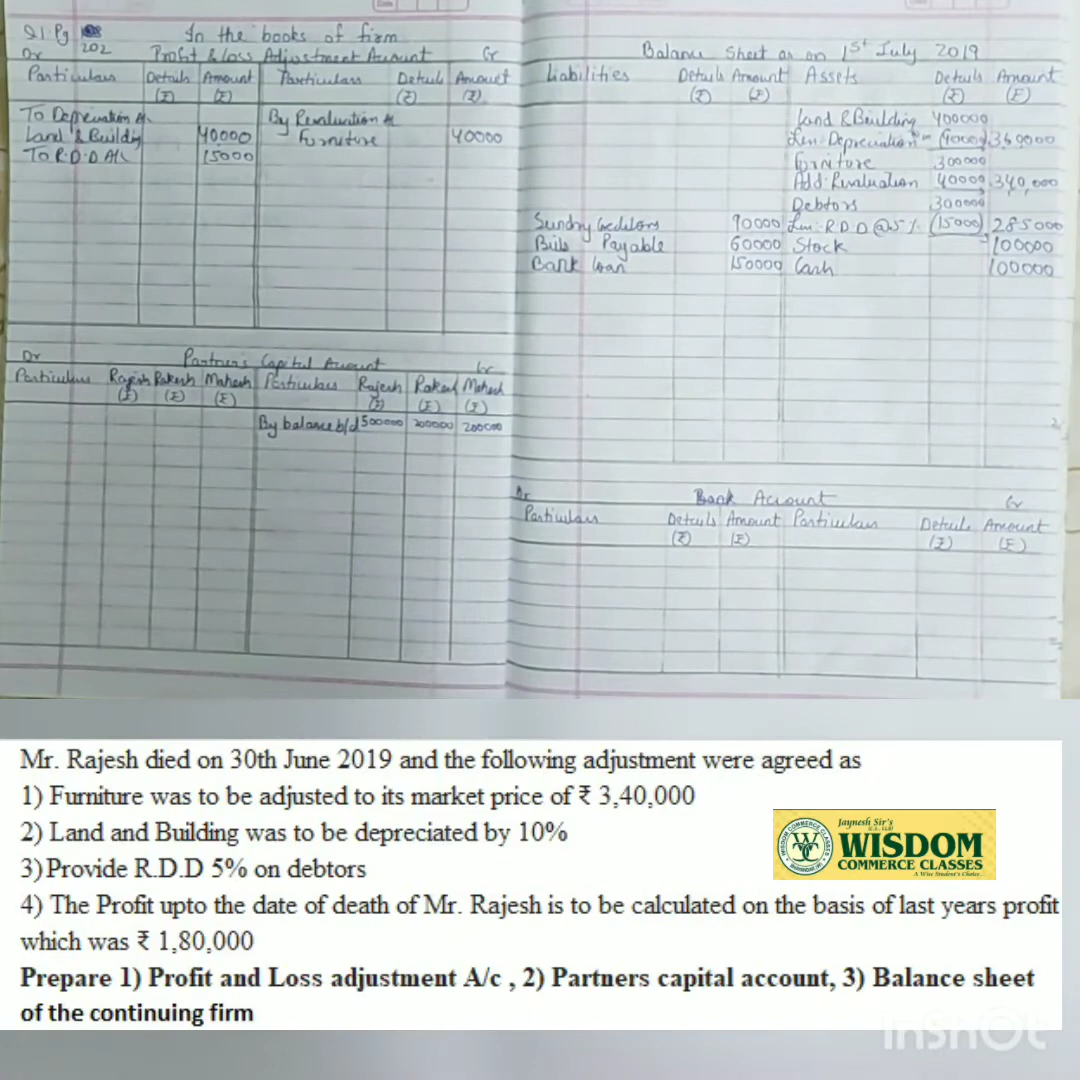 Q1. Pg 202
In the books of firm
Dr Profit & loss Adjustment Account Cr
Particulars Details (₹) Amount (₹) Particulars Details (₹) Amount (₹)
To Depreciation A/c By Revaluation A/c
Land & Building 40000 Furniture 40000
To R.D.D A/c 15000
Dr Partner's Capital Account Cr
Particulars Rajesh (₹) Rakesh (₹) Mahesh (₹) Particulars Rajesh (₹) Rakesh (₹) Mahesh (₹)
By balance b/d 500000 200000 200000
Balance Sheet as on 1st July 2019
Liabilities Details (₹) Amount (₹) Assets Details (₹) Amount (₹)
Land & Building 400000
Less: Depreciation (40000) 360000
Furniture 300000
Add: Revaluation 40000 340,000
Debtors 300000
Sundry Creditors 90000 Less: R.D.D @5% (15000) 285000
Bills Payable 60000 Stock 100000
Bank loan 150000 Cash 100000
Dr Bank Account Cr
Particulars Details (₹) Amount (₹) Particulars Details (₹) Amount (₹)
Mr. Rajesh died on 30th June 2019 and the following adjustment were agreed as
1) Furniture was to be adjusted to its market price of ₹ 3,40,000
2) Land and Building was to be depreciated by 10%
3) Provide R.D.D 5% on debtors
4) The Profit upto the date of death of Mr. Rajesh is to be calculated on the basis of last years profit
which was ₹ 1,80,000
Prepare 1) Profit and Loss adjustment A/c , 2) Partners capital account, 3) Balance sheet
of the continuing firm
Jaynesh Sir's
WISDOM
COMMERCE CLASSES
A Wise Student's Choice
InShOt